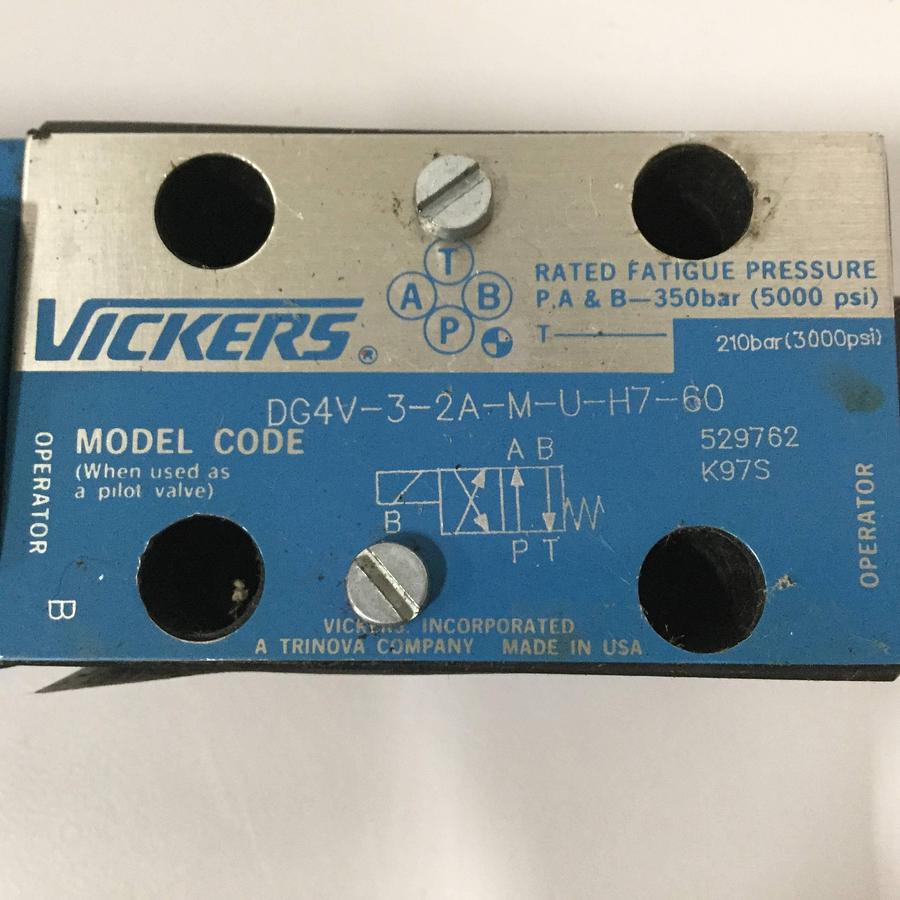 T
A B
P
VICKERS®
RATED FATIGUE PRESSURE
P,A & B—350bar (5000 psi)
T
210bar(3000psi)
DG4V-3-2A-M-U-H7-60
MODEL CODE
(When used as
a pilot valve)
529762
K97S
A B
B
P T
OPERATOR
B
OPERATOR
VICKERS, INCORPORATED
A TRINOVA COMPANY MADE IN USA